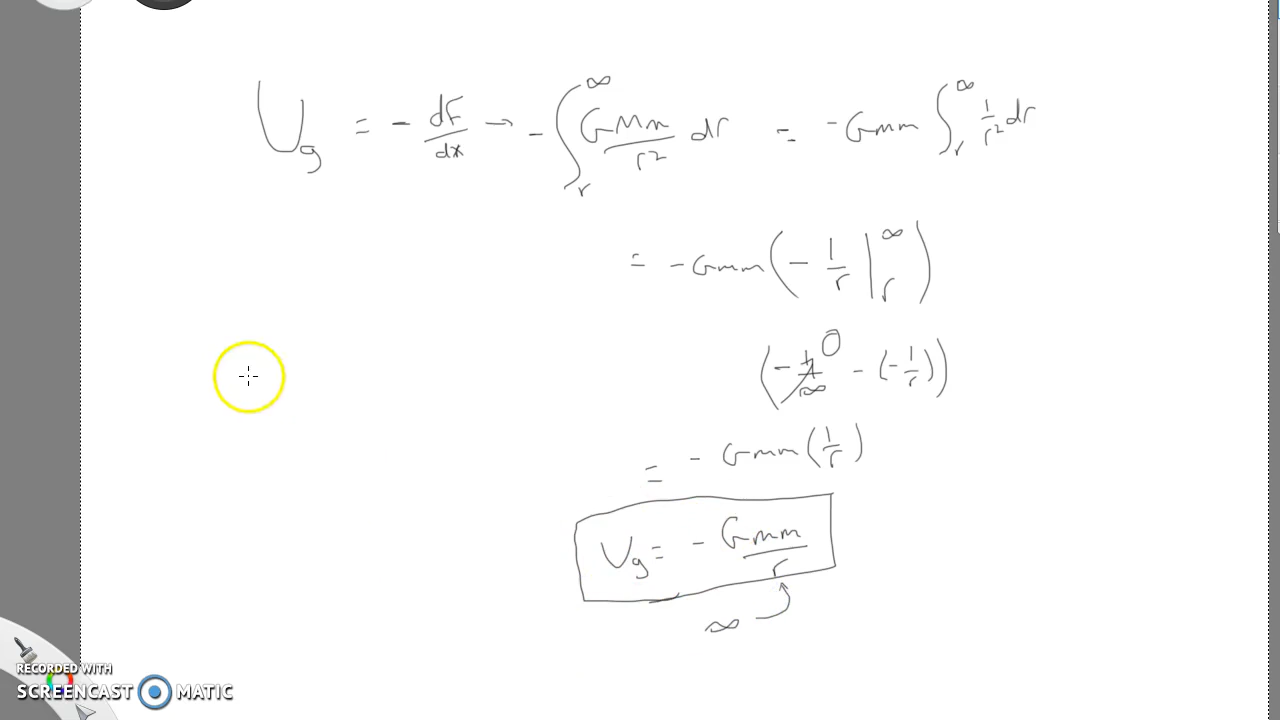 U_g = - dF/dx → - ∫_r^∞ GMm/r² dr = -Gmm ∫_r^∞ 1/r² dr
= -Gmm ( - 1/r |_r^∞ )
( - 1/∞ 0 - (- 1/r ) )
= - Gmm ( 1/r )
U_g = - Gmm/r
∞
RECORDED WITH
SCREENCAST MATIC